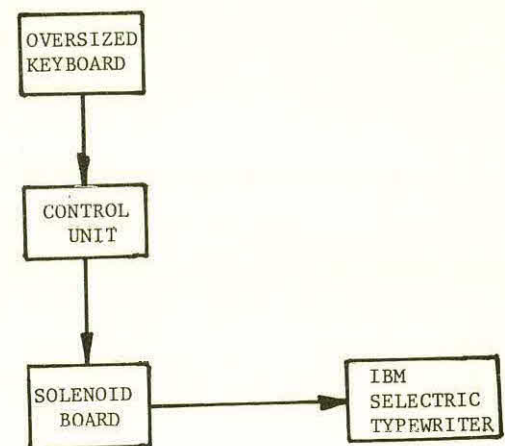 OVERSIZED
KEYBOARD
CONTROL
UNIT
SOLENOID
BOARD
IBM
SELECTRIC
TYPEWRITER